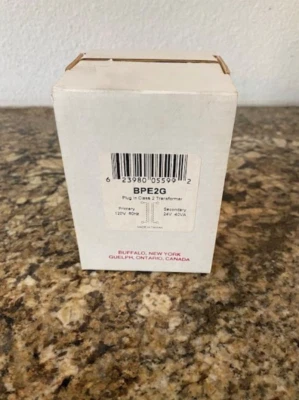 6 23980 05599 2
BPE2G
Plug in Class 2 Transformer
Primary Secondary
120V 60Hz 24V 40VA
BUFFALO, NEW YORK
GUELPH, ONTARIO, CANADA